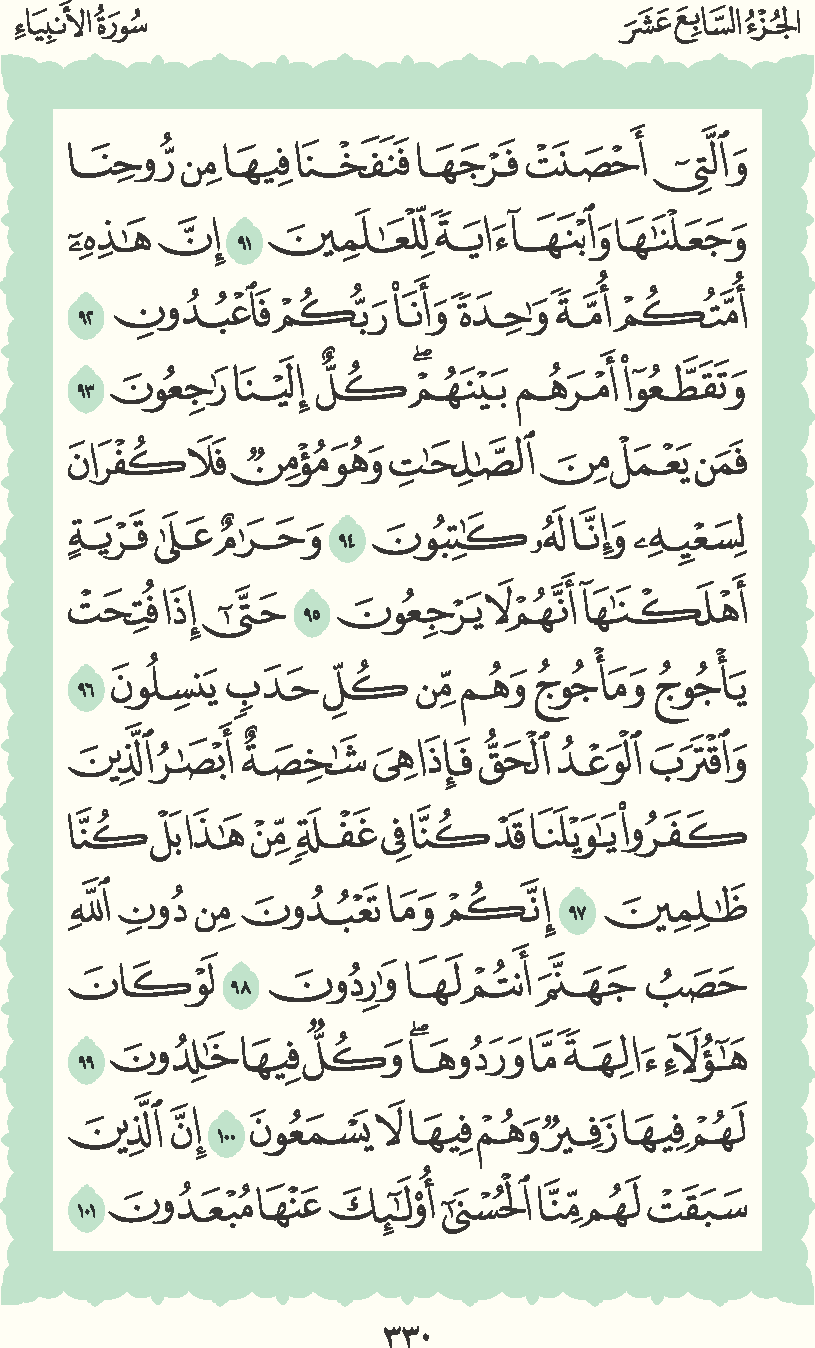 الجُزْءُ السَّابِعَ عَشَرَ
سُورَةُ الأَنبِيَاءِ
وَٱلَّتِيٓ أَحۡصَنَتۡ فَرۡجَهَا فَنَفَخۡنَا فِيهَا مِن رُّوحِنَا
وَجَعَلۡنَٰهَا وَٱبۡنَهَآ ءَايَةٗ لِّلۡعَٰلَمِينَ ٩١ إِنَّ هَٰذِهِۦٓ
أُمَّتُكُمۡ أُمَّةٗ وَٰحِدَةٗ وَأَنَا۠ رَبُّكُمۡ فَٱعۡبُدُونِ ٩٢
وَتَقَطَّعُوٓاْ أَمۡرَهُم بَيۡنَهُمۡۖ كُلٌّ إِلَيۡنَا رَٰجِعُونَ ٩٣
فَمَن يَعۡمَلۡ مِنَ ٱلصَّٰلِحَٰتِ وَهُوَ مُؤۡمِنٞ فَلَا كُفۡرَانَ
لِسَعۡيِهِۦ وَإِنَّا لَهُۥ كَٰتِبُونَ ٩٤ وَحَرَٰمٌ عَلَىٰ قَرۡيَةٍ
أَهۡلَكۡنَٰهَآ أَنَّهُمۡ لَا يَرۡجِعُونَ ٩٥ حَتَّىٰٓ إِذَا فُتِحَتۡ
يَأۡجُوجُ وَمَأۡجُوجُ وَهُم مِّن كُلِّ حَدَبٖ يَنسِلُونَ ٩٦
وَٱقۡتَرَبَ ٱلۡوَعۡدُ ٱلۡحَقُّ فَإِذَا هِيَ شَٰخِصَةٌ أَبۡصَٰرُ ٱلَّذِينَ
كَفَرُواْ يَٰوَيۡلَنَا قَدۡ كُنَّا فِي غَفۡلَةٖ مِّنۡ هَٰذَا بَلۡ كُنَّا
ظَٰلِمِينَ ٩٧ إِنَّكُمۡ وَمَا تَعۡبُدُونَ مِن دُونِ ٱللَّهِ
حَصَبُ جَهَنَّمَ أَنتُمۡ لَهَا وَٰرِدُونَ ٩٨ لَوۡ كَانَ
هَٰٓؤُلَآءِ ءَالِهَةٗ مَّا وَرَدُوهَاۖ وَكُلّٞ فِيهَا خَٰلِدُونَ ٩٩
لَهُمۡ فِيهَا زَفِيرٞ وَهُمۡ فِيهَا لَا يَسۡمَعُونَ ١٠٠ إِنَّ ٱلَّذِينَ
سَبَقَتۡ لَهُم مِّنَّا ٱلۡحُسۡنَىٰٓ أُوْلَٰٓئِكَ عَنۡهَا مُبۡعَدُونَ ١٠١
٣٣٠